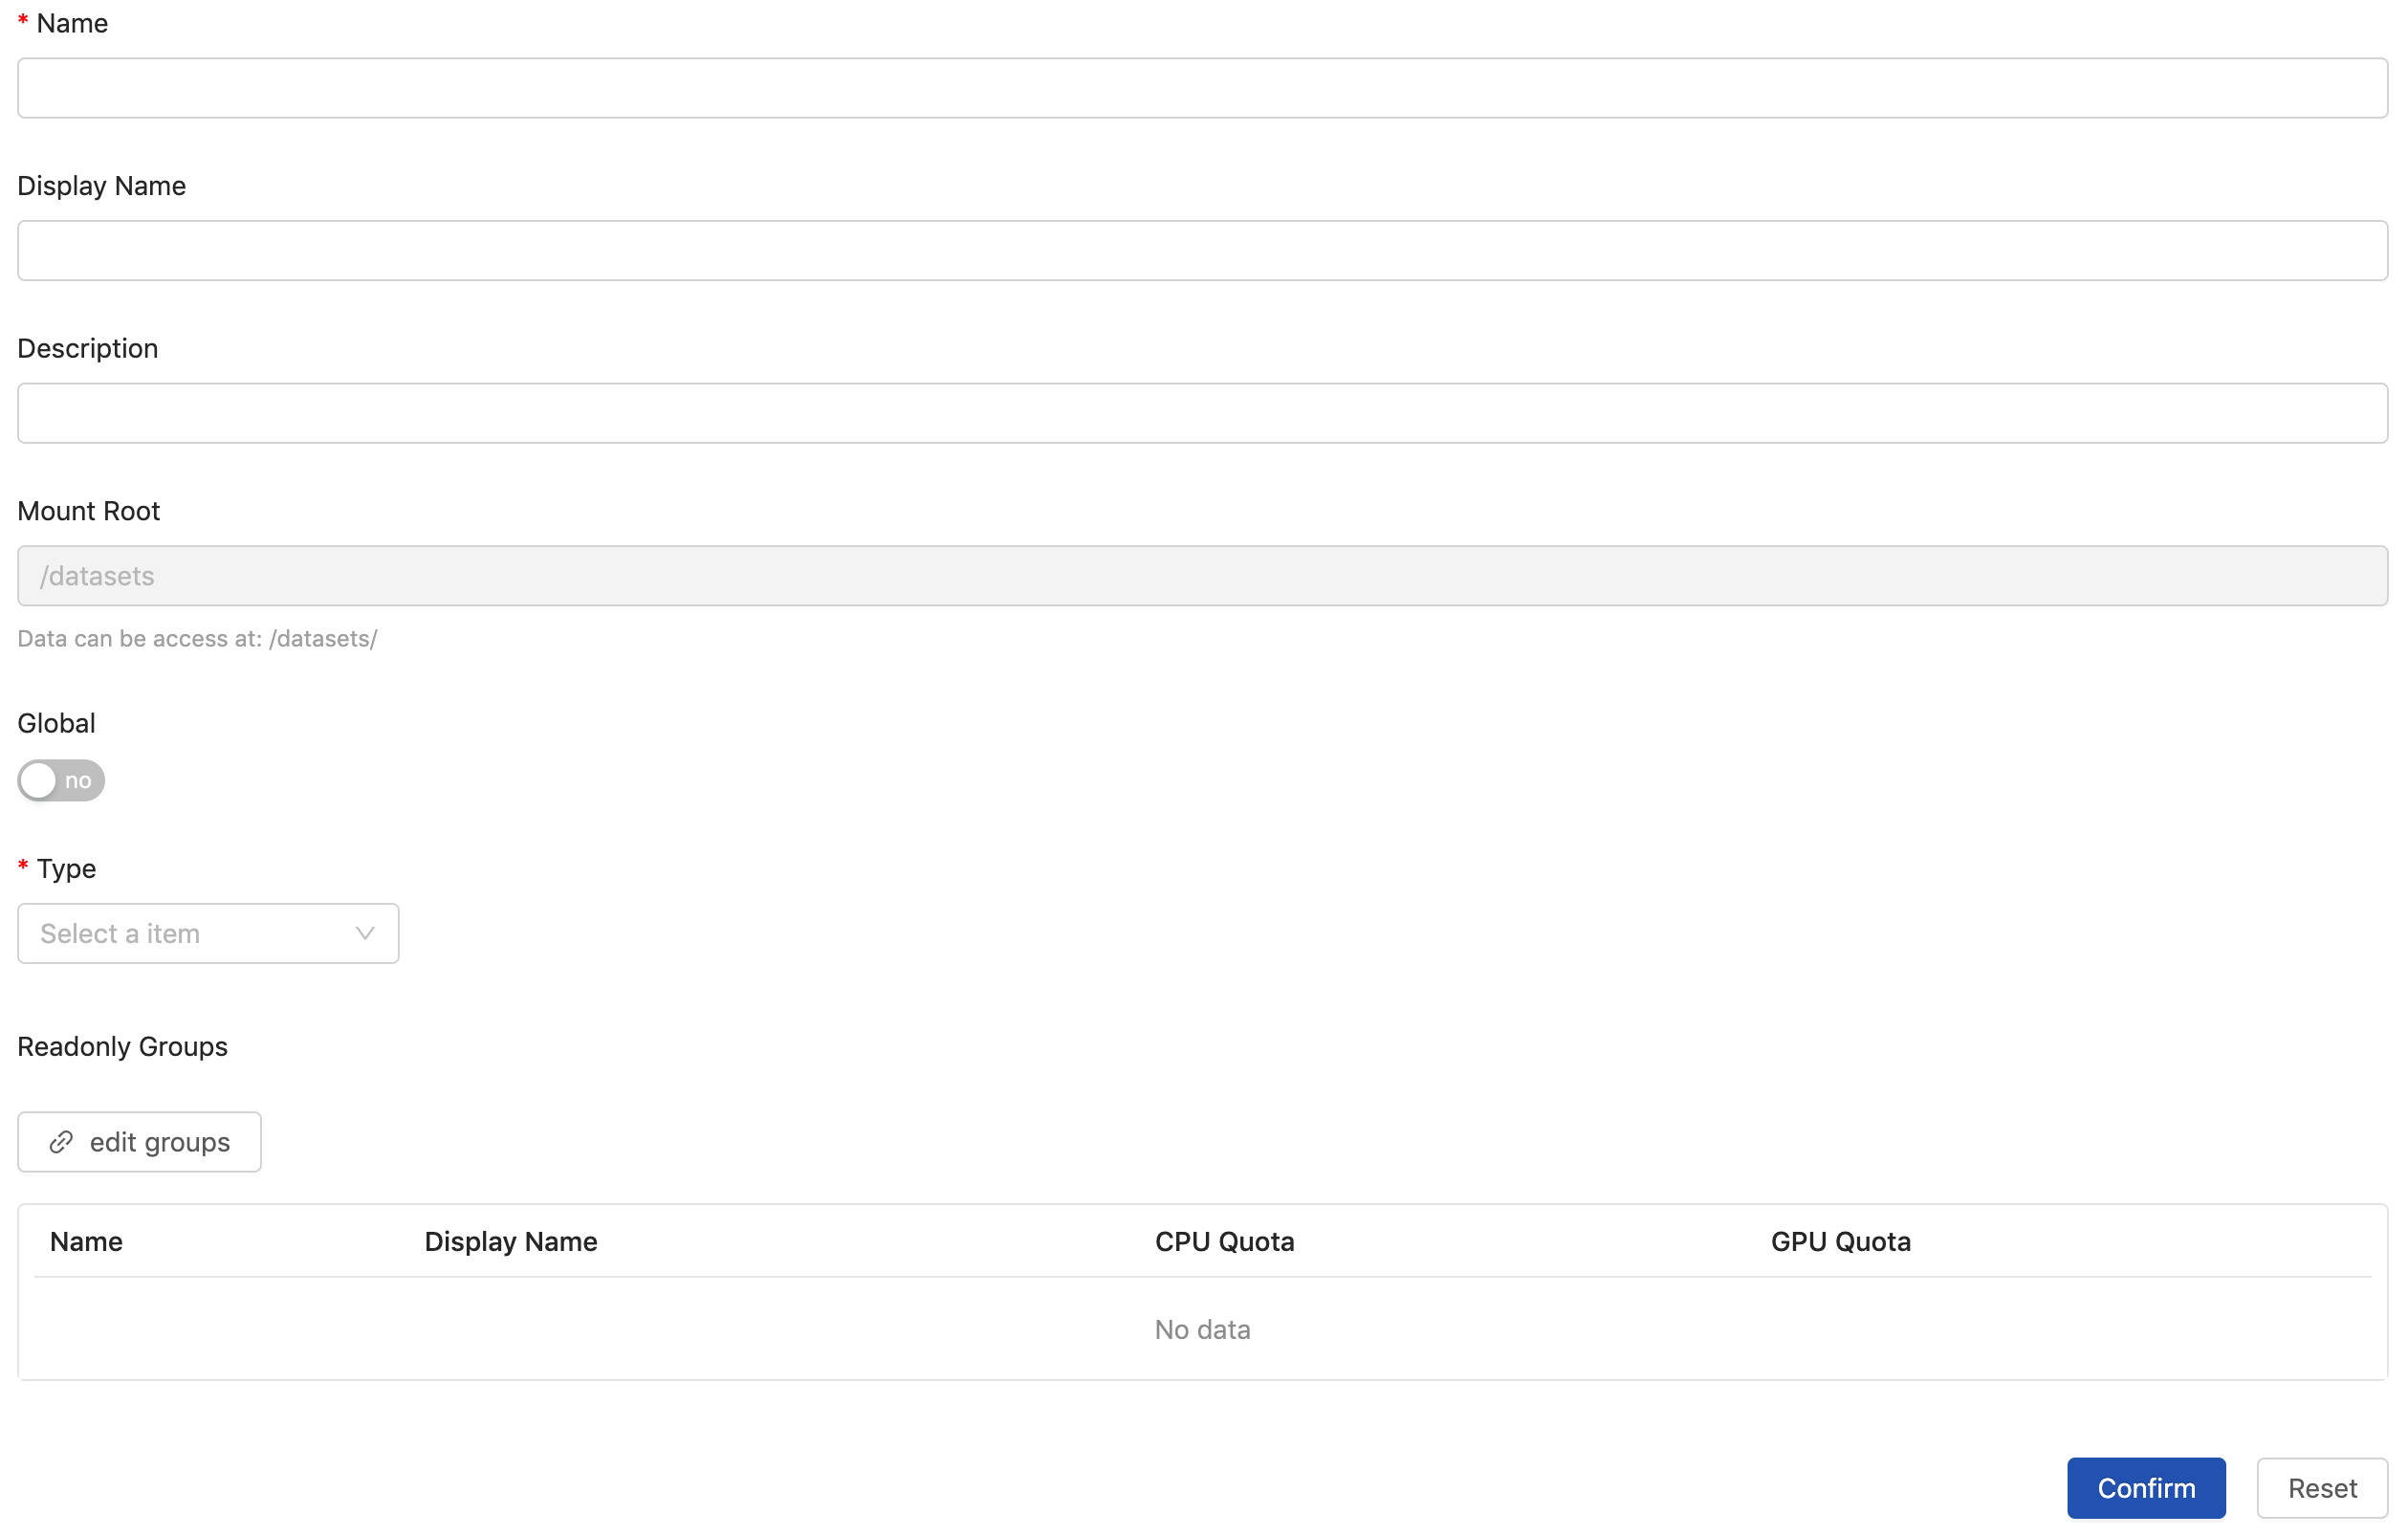 * Name
Display Name
Description
Mount Root
/datasets
Data can be access at: /datasets/
Global
no
* Type
Select a item
Readonly Groups
edit groups
Name Display Name CPU Quota GPU Quota
No data
Confirm Reset